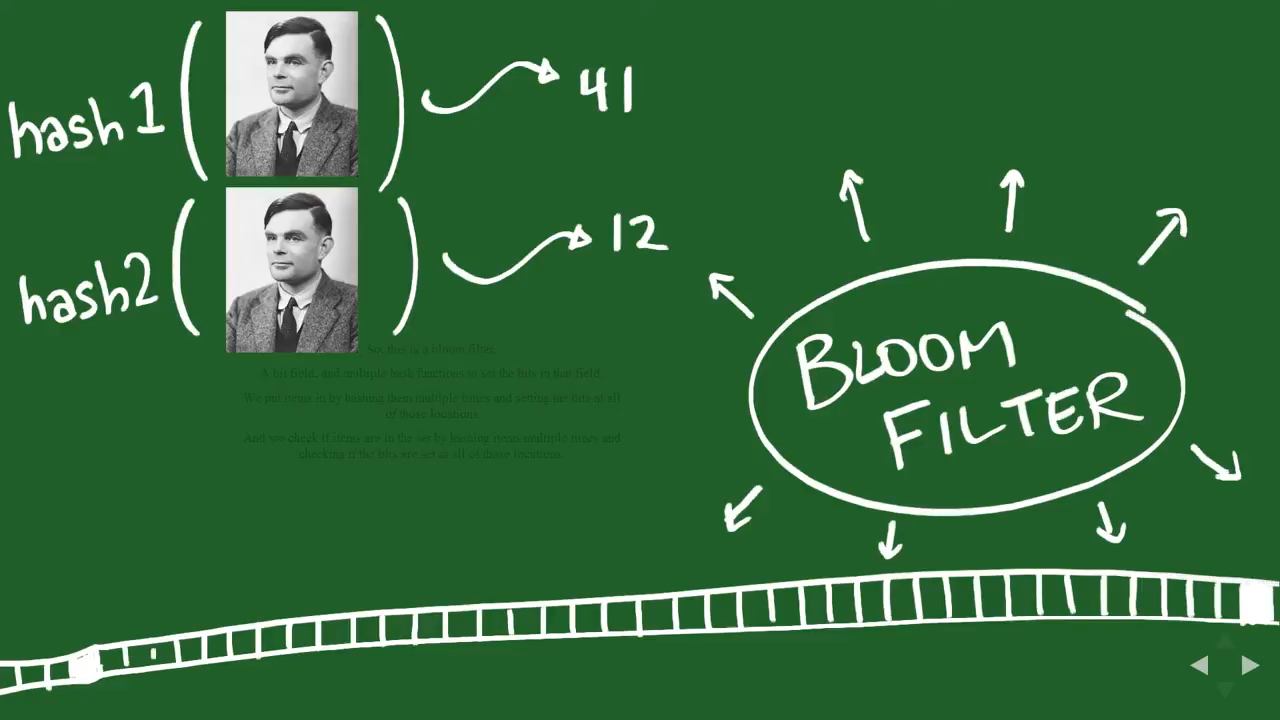 hash1 ( ) 41
hash2 ( ) 12
So, this is a bloom filter.
A bit field, and multiple hash functions to set the bits in that field.
We put items in by hashing them multiple times and setting the bits at all
of those locations.
And we check if items are in the set by hashing items multiple times and
checking if the bits are set at all of those locations.
BLOOM
FILTER